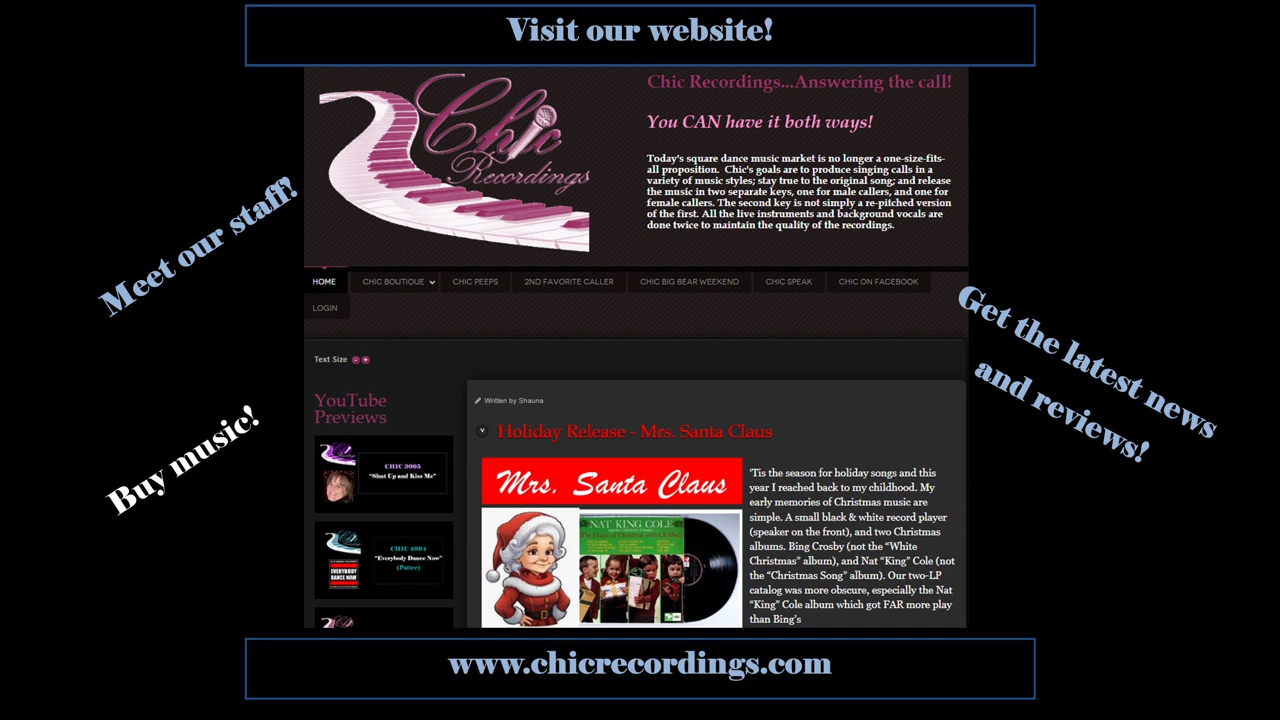 Visit our website!
Chic
Recordings
Chic Recordings...Answering the call!
You CAN have it both ways!
Today's square dance music market is no longer a one-size-fits-
all proposition. Chic's goals are to produce singing calls in a
variety of music styles; stay true to the original song; and release
the music in two separate keys, one for male callers, and one for
female callers. The second key is not simply a re-pitched version
of the first. All the live instruments and background vocals are
done twice to maintain the quality of the recordings.
Meet our staff!
HOME CHIC BOUTIQUE CHIC PEEPS 2ND FAVORITE CALLER CHIC BIG BEAR WEEKEND CHIC SPEAK CHIC ON FACEBOOK
LOGIN
Get the latest news
and reviews!
Text Size - +
Buy music!
YouTube
Previews
CHIC 3005
"Shut Up and Kiss Me"
CHIC 4004
"Everybody Dance Now"
(Patter)
EVERYBODY
DANCE NOW
Written by Shauna
Holiday Release - Mrs. Santa Claus
Mrs. Santa Claus
NAT KING COLE
The Magic of Christmas with Children
'Tis the season for holiday songs and this
year I reached back to my childhood. My
early memories of Christmas music are
simple. A small black & white record player
(speaker on the front), and two Christmas
albums. Bing Crosby (not the "White
Christmas" album), and Nat "King" Cole (not
the "Christmas Song" album). Our two-LP
catalog was more obscure, especially the Nat
"King" Cole album which got FAR more play
than Bing's
www.chicrecordings.com